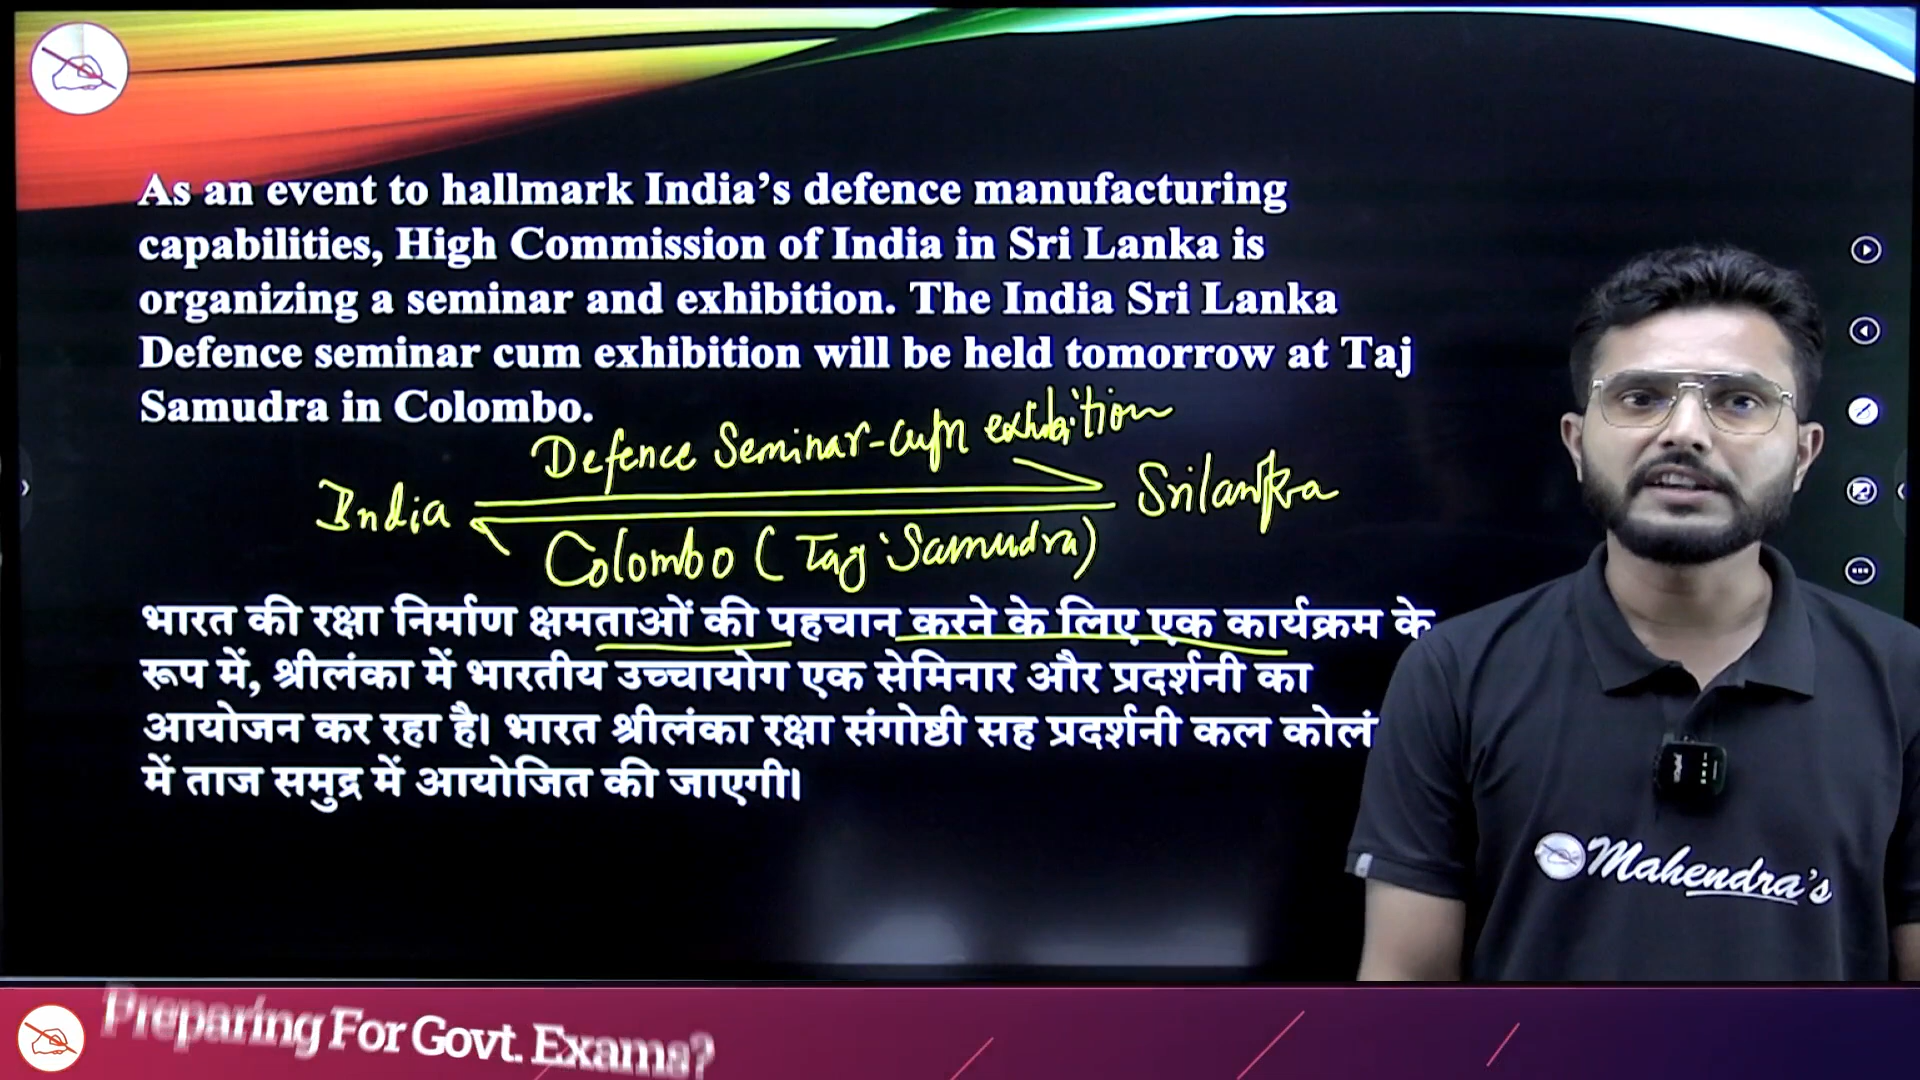 As an event to hallmark India's defence manufacturing
capabilities, High Commission of India in Sri Lanka is
organizing a seminar and exhibition. The India Sri Lanka
Defence seminar cum exhibition will be held tomorrow at Taj
Samudra in Colombo.
Defence Seminar-cum exhibition
India
Srilanka
Colombo (Taj Samudra)
भारत की रक्षा निर्माण क्षमताओं की पहचान करने के लिए एक कार्यक्रम के
रूप में, श्रीलंका में भारतीय उच्चायोग एक सेमिनार और प्रदर्शनी का
आयोजन कर रहा है। भारत श्रीलंका रक्षा संगोष्ठी सह प्रदर्शनी कल कोलं
में ताज समुद्र में आयोजित की जाएगी।
Mahendra's
Preparing For Govt. Exams?